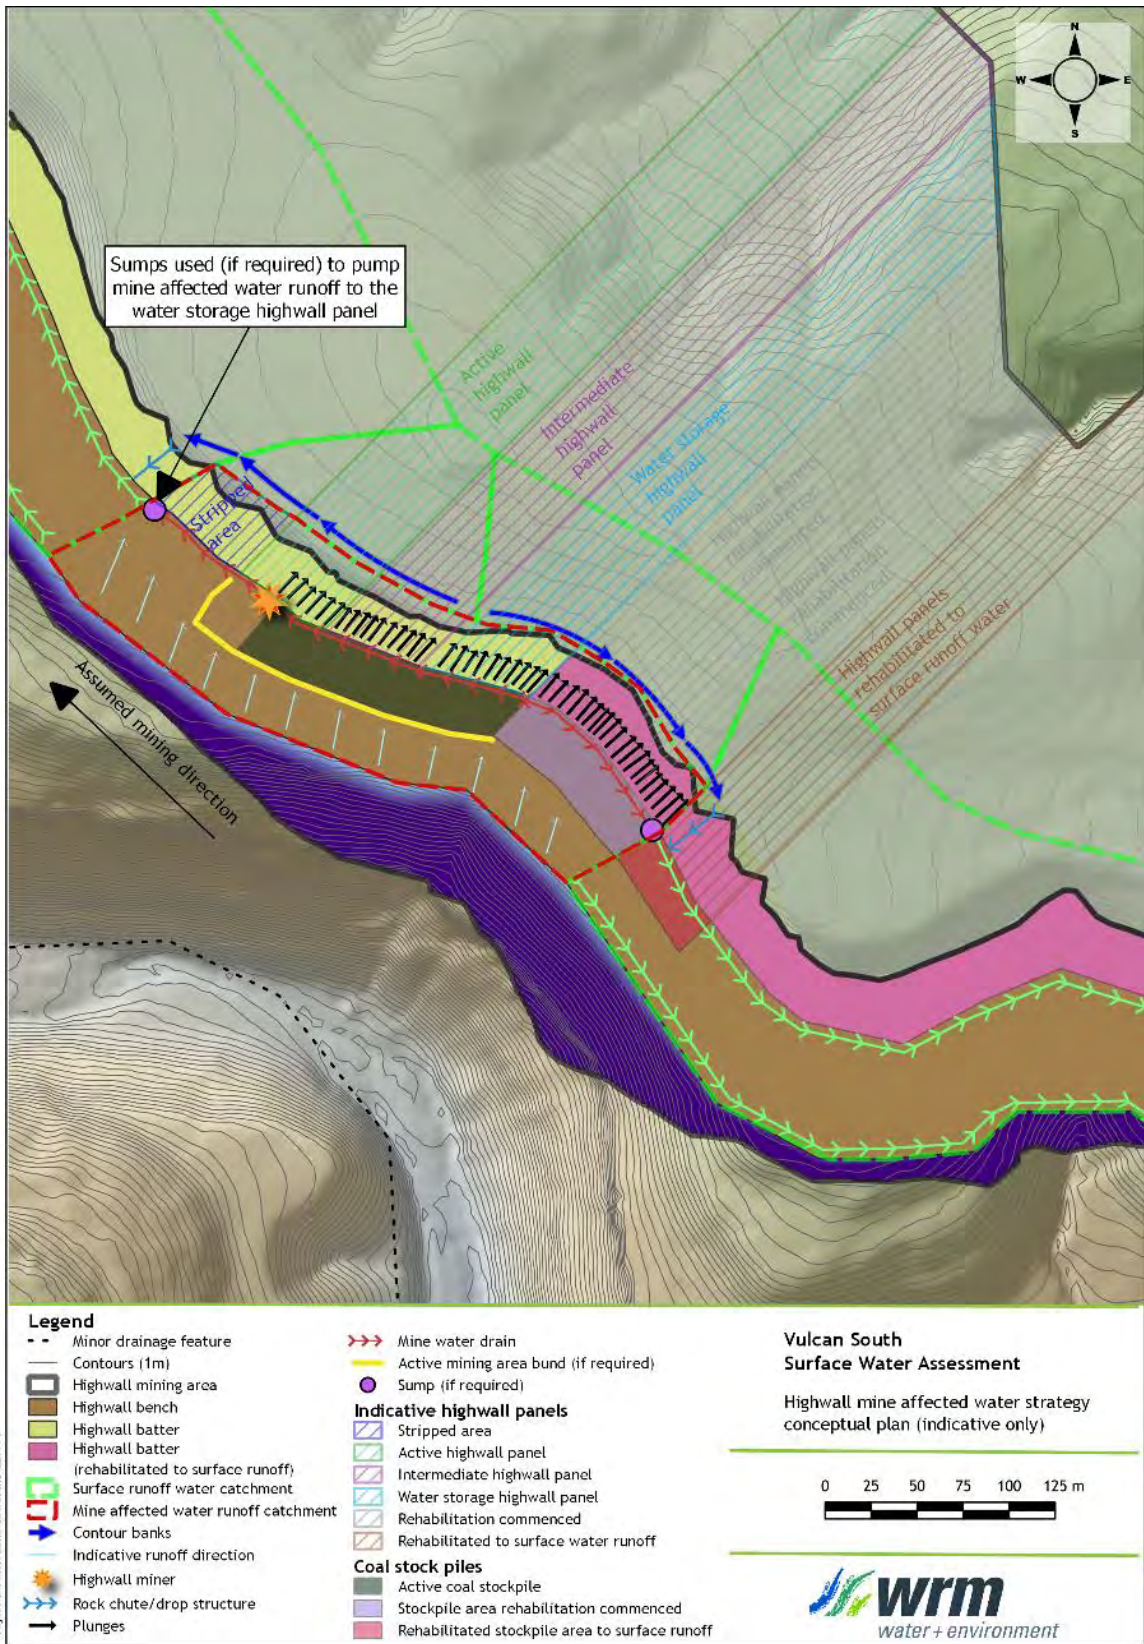 N
W
E
S
Sumps used (if required) to pump
mine affected water runoff to the
water storage highwall panel
Active
highwall
panel
Intermediate
highwall
panel
Water storage
highwall
panel
Stripped
area
Highwall panels
rehabilitated to
surface runoff water
Assumed mining direction
Legend
Minor drainage feature
Contours (1m)
Highwall mining area
Highwall bench
Highwall batter
Highwall batter
(rehabilitated to surface runoff)
Surface runoff water catchment
Mine affected water runoff catchment
Contour banks
Indicative runoff direction
Highwall miner
Rock chute/drop structure
Plunges
Mine water drain
Active mining area bund (if required)
Sump (if required)
Indicative highwall panels
Stripped area
Active highwall panel
Intermediate highwall panel
Water storage highwall panel
Rehabilitation commenced
Rehabilitated to surface water runoff
Coal stock piles
Active coal stockpile
Stockpile area rehabilitation commenced
Rehabilitated stockpile area to surface runoff
Vulcan South
Surface Water Assessment
Highwall mine affected water strategy
conceptual plan (indicative only)
0 25 50 75 100 125 m
wrm
water + environment